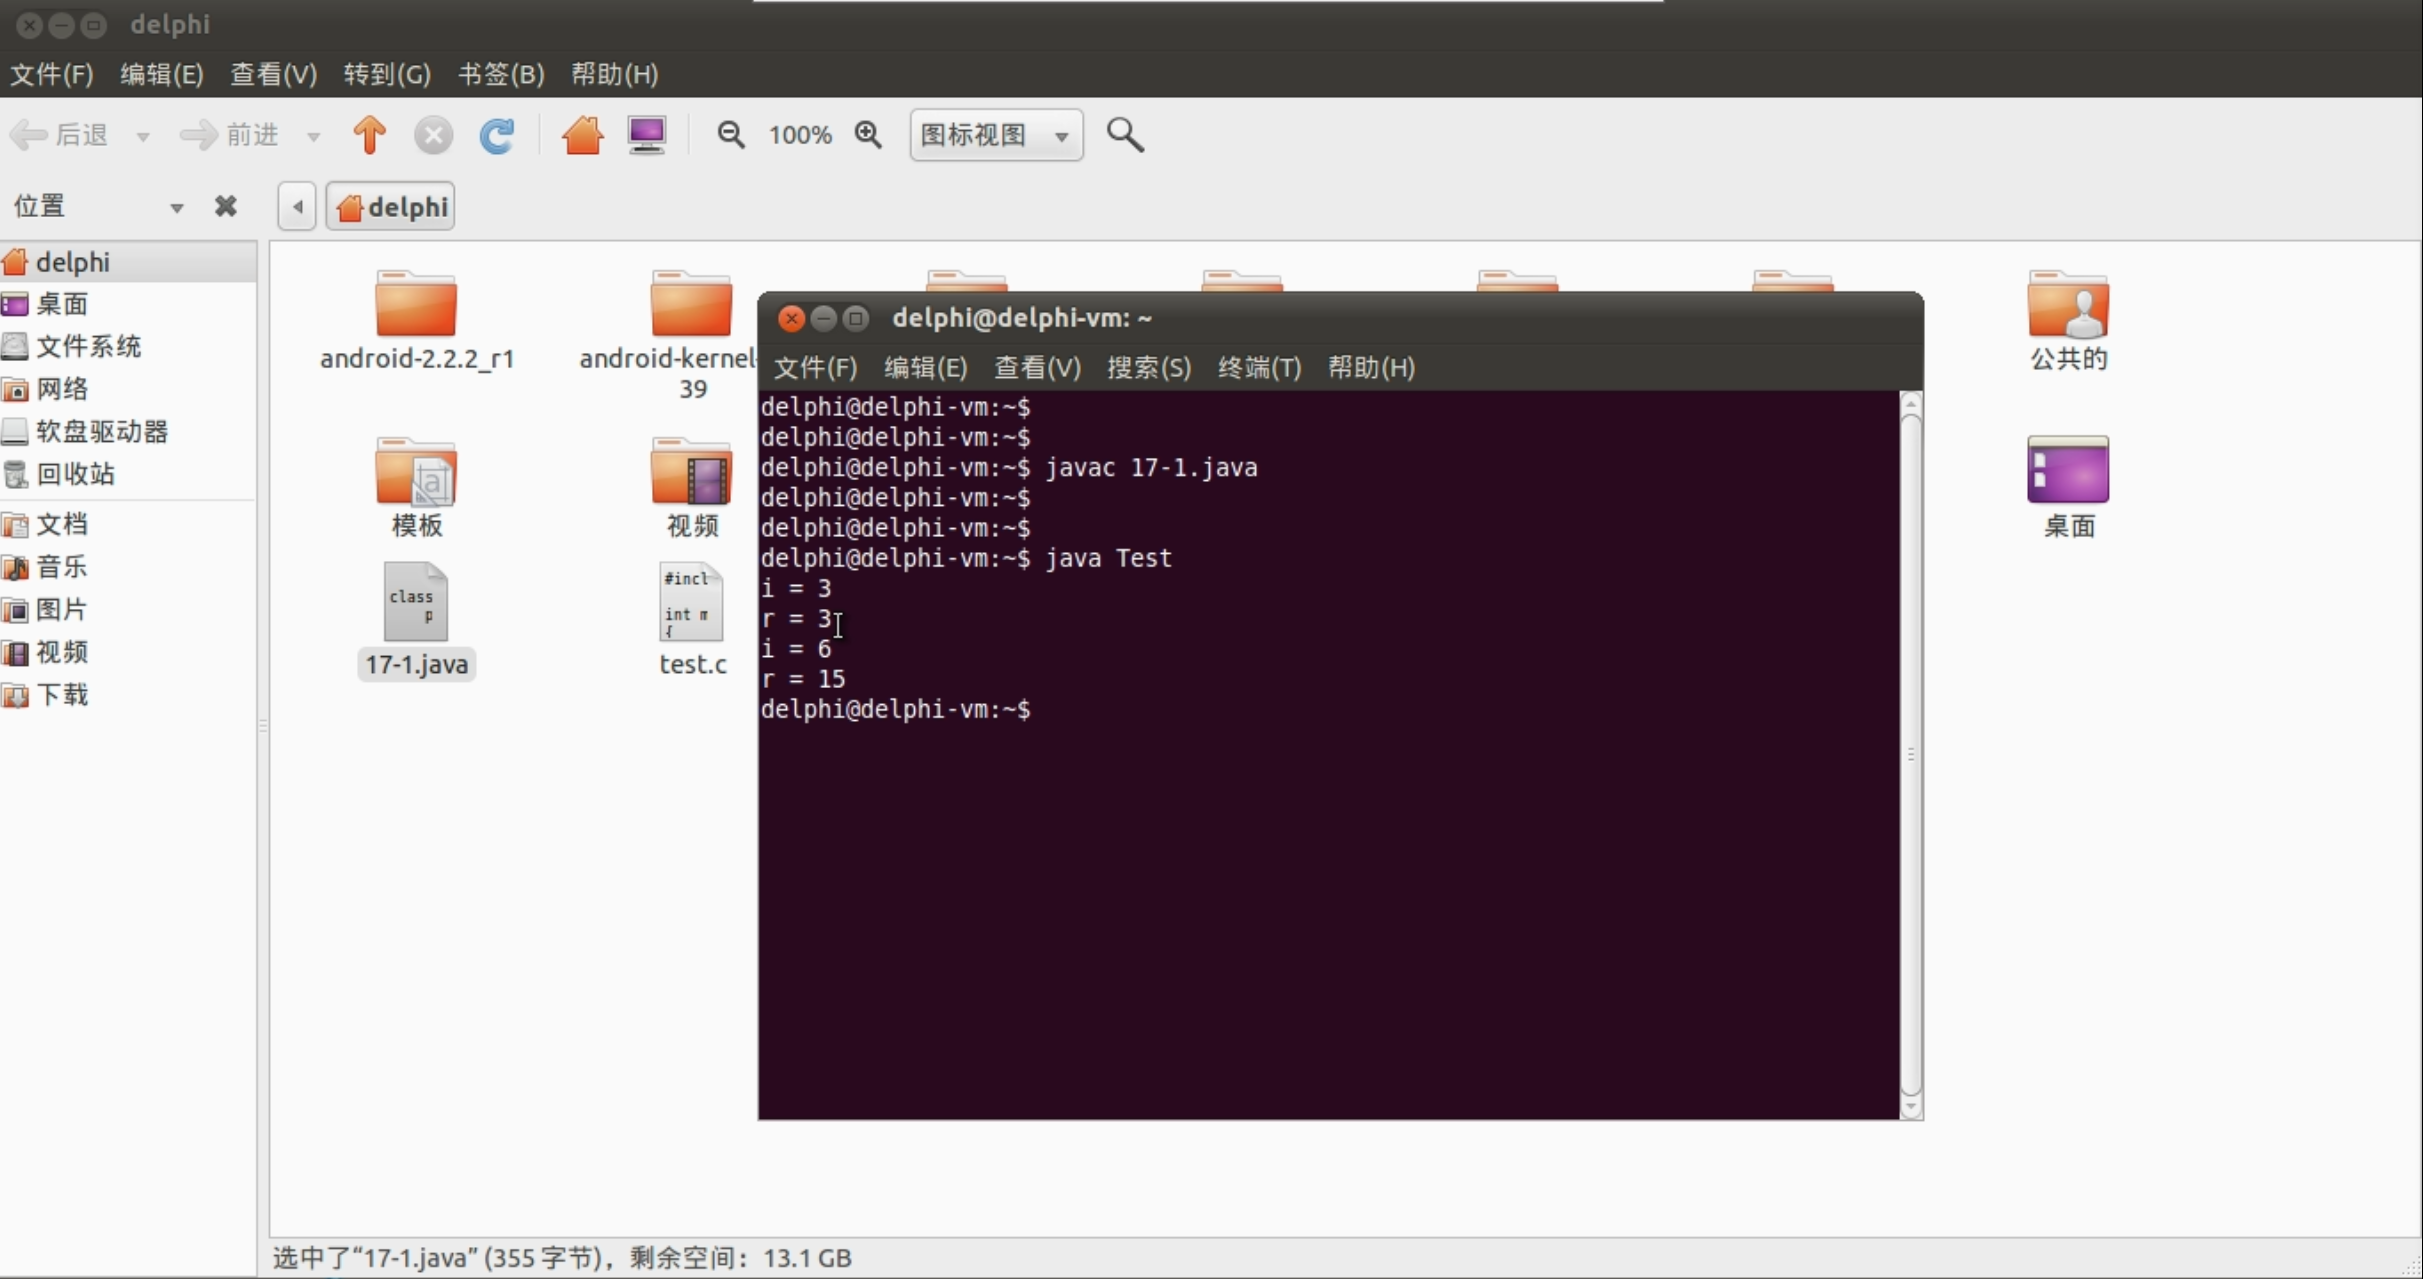 delphi
文件(F) 编辑(E) 查看(V) 转到(G) 书签(B) 帮助(H)
后退 前进 100% 图标视图
位置 delphi
delphi
桌面
文件系统
网络
软盘驱动器
回收站
文档
音乐
图片
视频
下载
android-2.2.2_r1
android-kernel-
39
公共的
模板
视频
桌面
class
p
17-1.java
#incl
int m
{
test.c
delphi@delphi-vm: ~
文件(F) 编辑(E) 查看(V) 搜索(S) 终端(T) 帮助(H)
delphi@delphi-vm:~$
delphi@delphi-vm:~$
delphi@delphi-vm:~$ javac 17-1.java
delphi@delphi-vm:~$
delphi@delphi-vm:~$
delphi@delphi-vm:~$ java Test
i = 3
r = 3
i = 6
r = 15
delphi@delphi-vm:~$
选中了“17-1.java” (355 字节)，剩余空间：13.1 GB